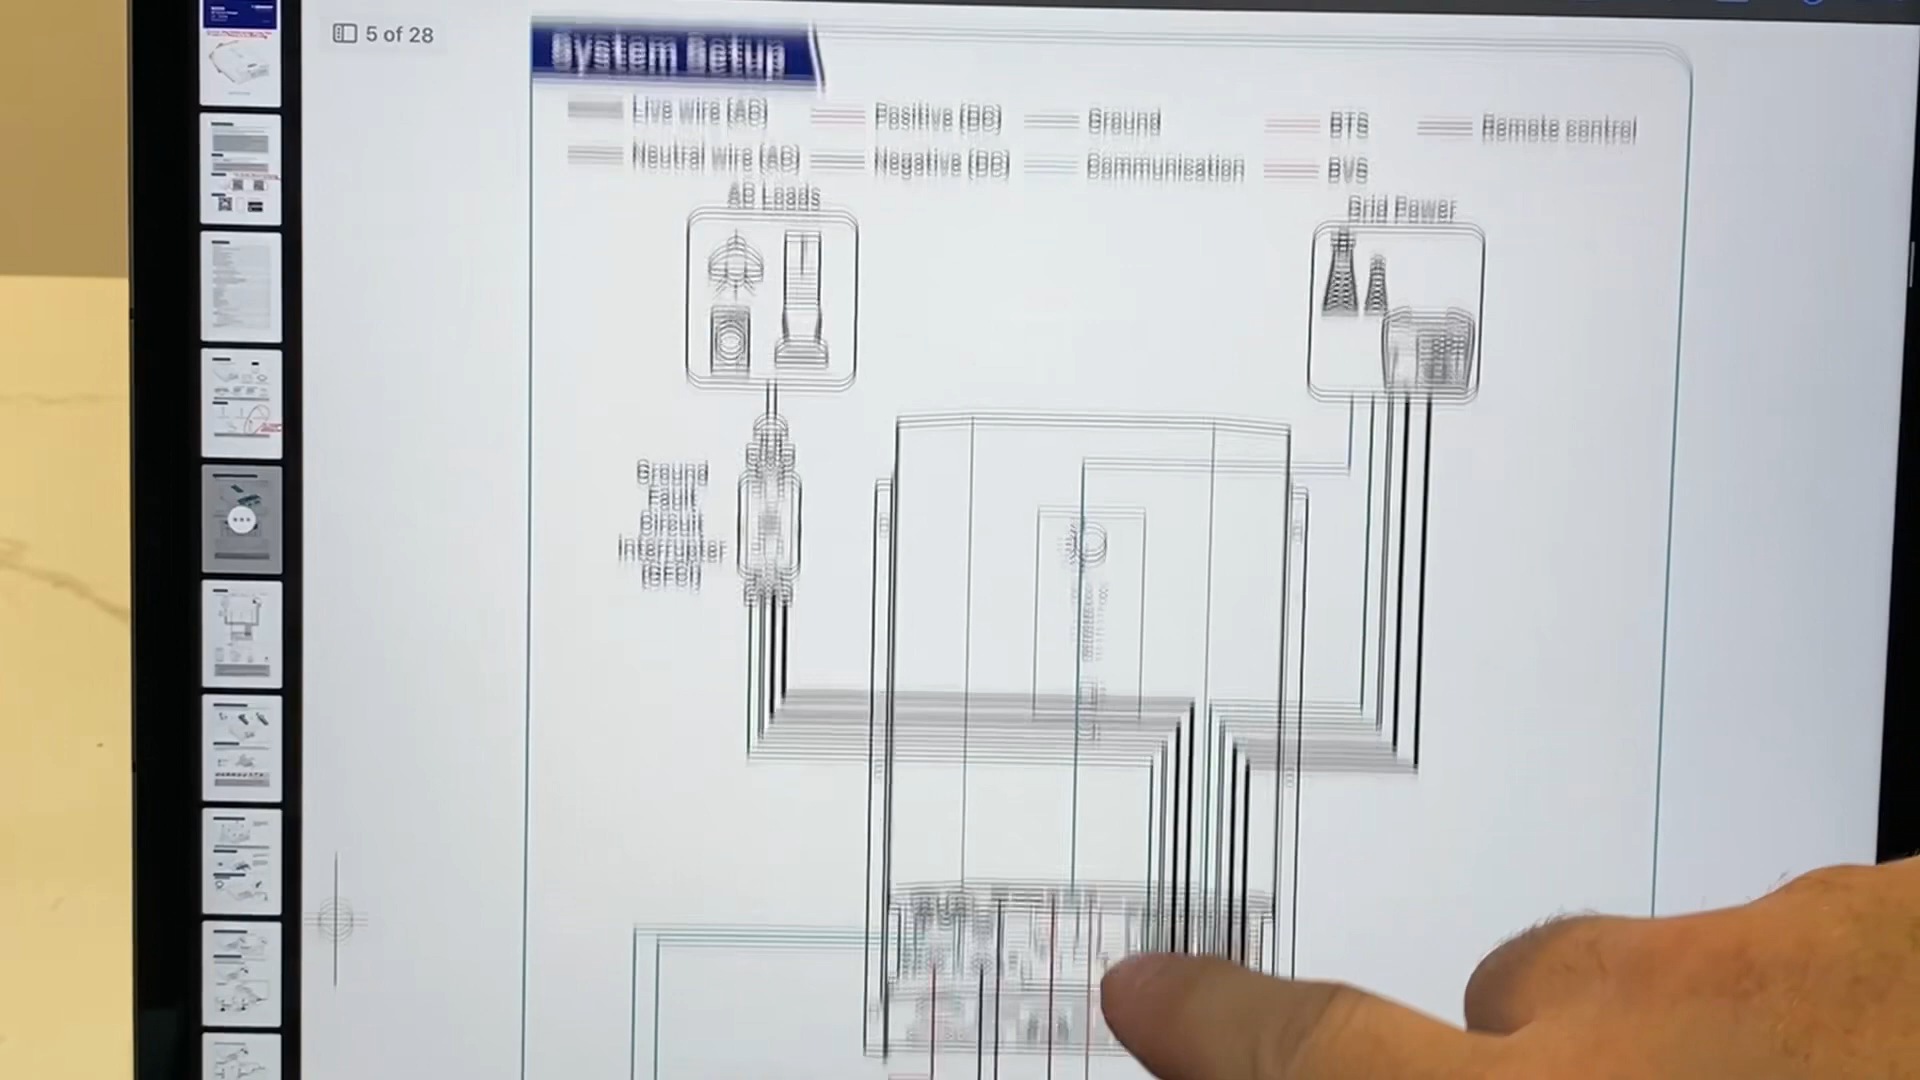 5 of 28
System Setup
Live wire (AC)
Positive (DC)
Ground
BTS
Remote control
Neutral wire (AC)
Negative (DC)
Communication
BVS
AC Loads
Grid Power
Ground
Fault
Circuit
Interrupter
(GFCI)